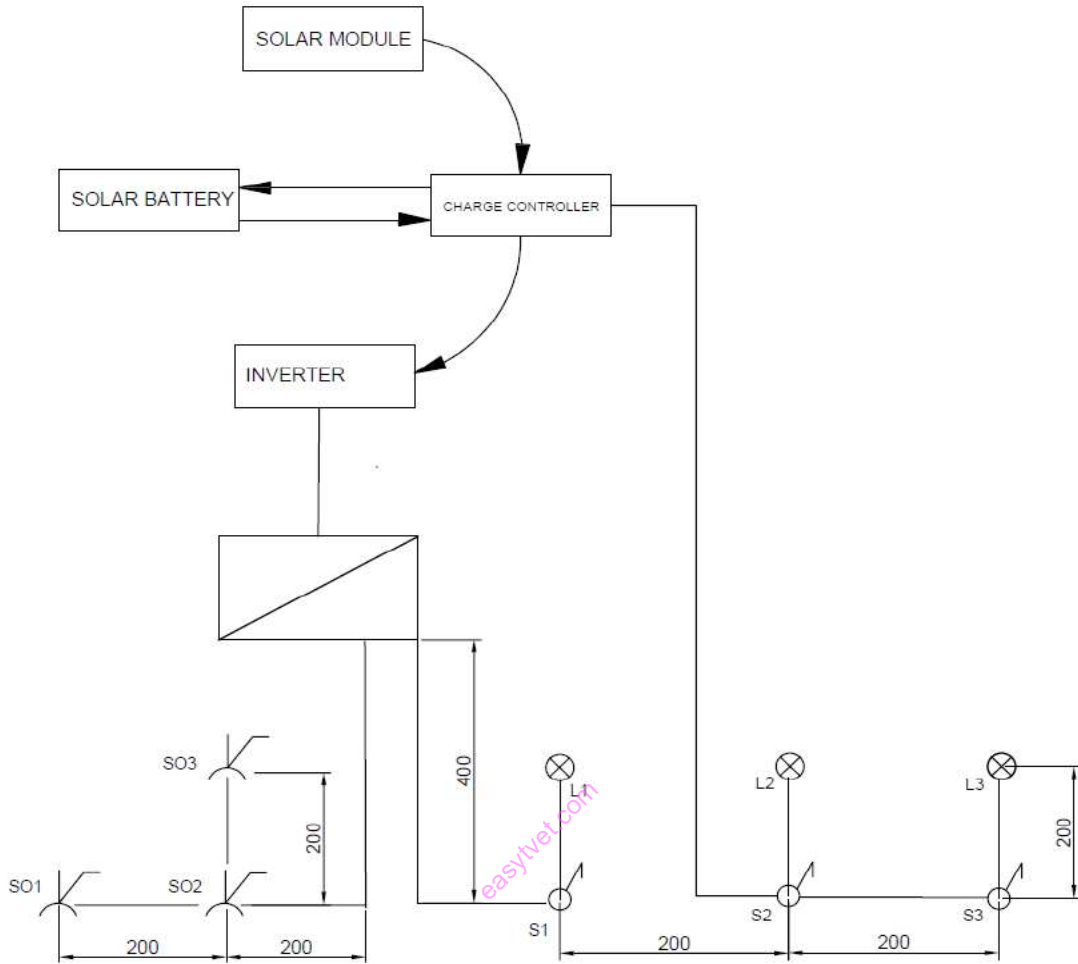 SOLAR MODULE
SOLAR BATTERY
CHARGE CONTROLLER
INVERTER
SO3
400
L1
L2
L3
200
200
easytvet.com
SO1
SO2
S1
S2
S3
200
200
200
200